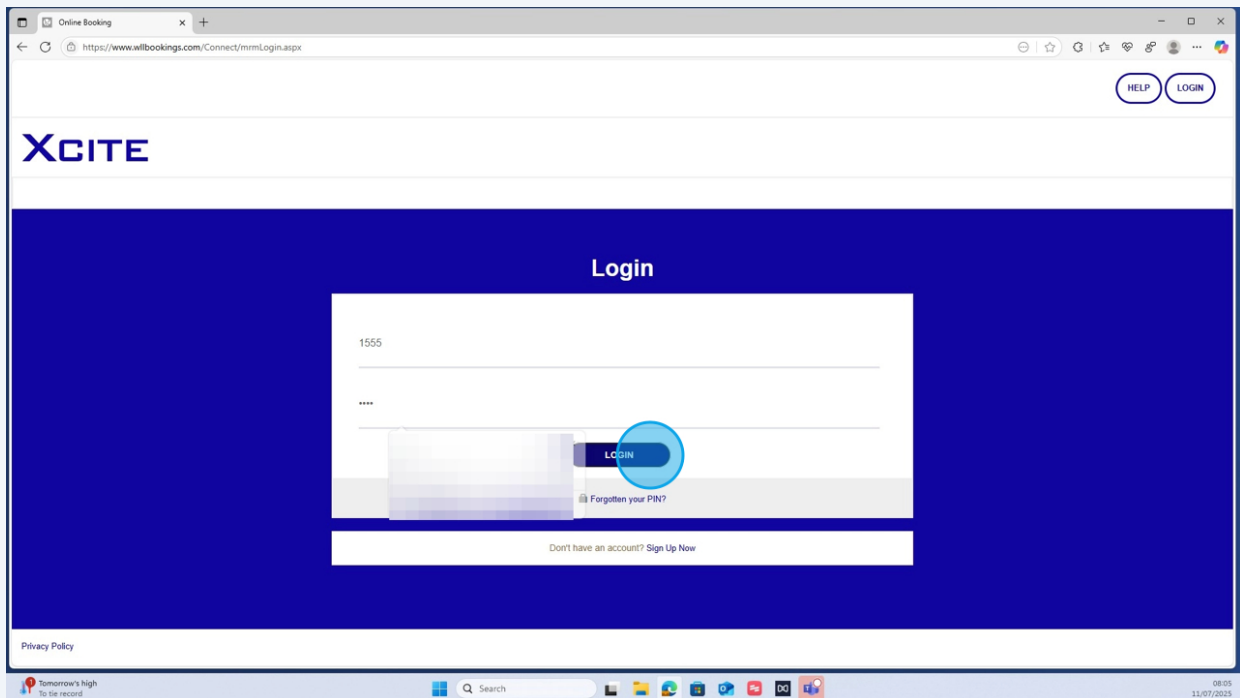 Online Booking
https://www.wllbookings.com/Connect/mrmLogin.aspx
HELP LOGIN
XCITE
Login
1555
••••
LOGIN
Forgotten your PIN?
Don't have an account? Sign Up Now
Privacy Policy
1
Tomorrow's high
To tie record
Search
08:05
11/07/2025